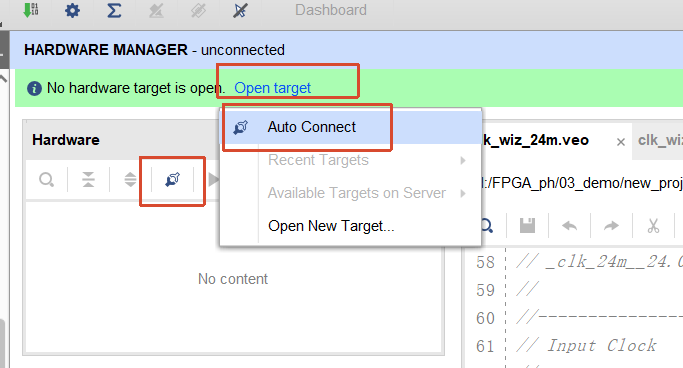 Dashboard
HARDWARE MANAGER - unconnected
No hardware target is open. Open target
Hardware
Auto Connect
Recent Targets
Available Targets on Server
Open New Target...
No content
k_wiz_24m.veo
clk_wiz
:/FPGA_ph/03_demo/new_proj
58 // _clk_24m__24.0
59 //
60 //---------------
61 // Input Clock